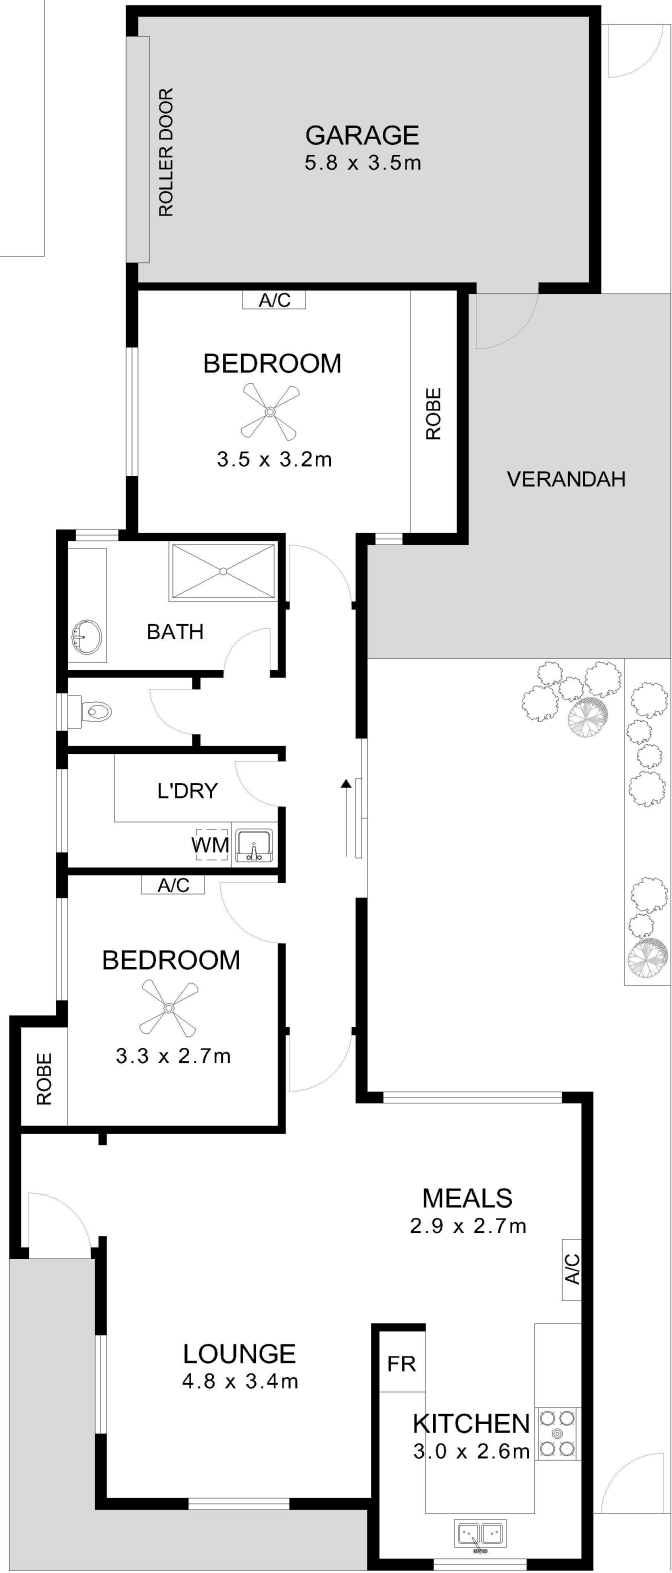 GARAGE
5.8 x 3.5m
ROLLER DOOR
A/C
BEDROOM
3.5 x 3.2m
ROBE
VERANDAH
BATH
L'DRY
WM
A/C
BEDROOM
3.3 x 2.7m
ROBE
MEALS
2.9 x 2.7m
A/C
LOUNGE
4.8 x 3.4m
FR
KITCHEN
3.0 x 2.6m